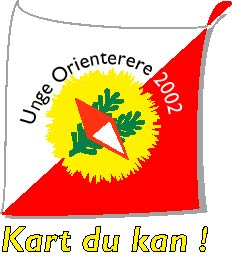 Unge Orienterere 2002
Kart du kan !